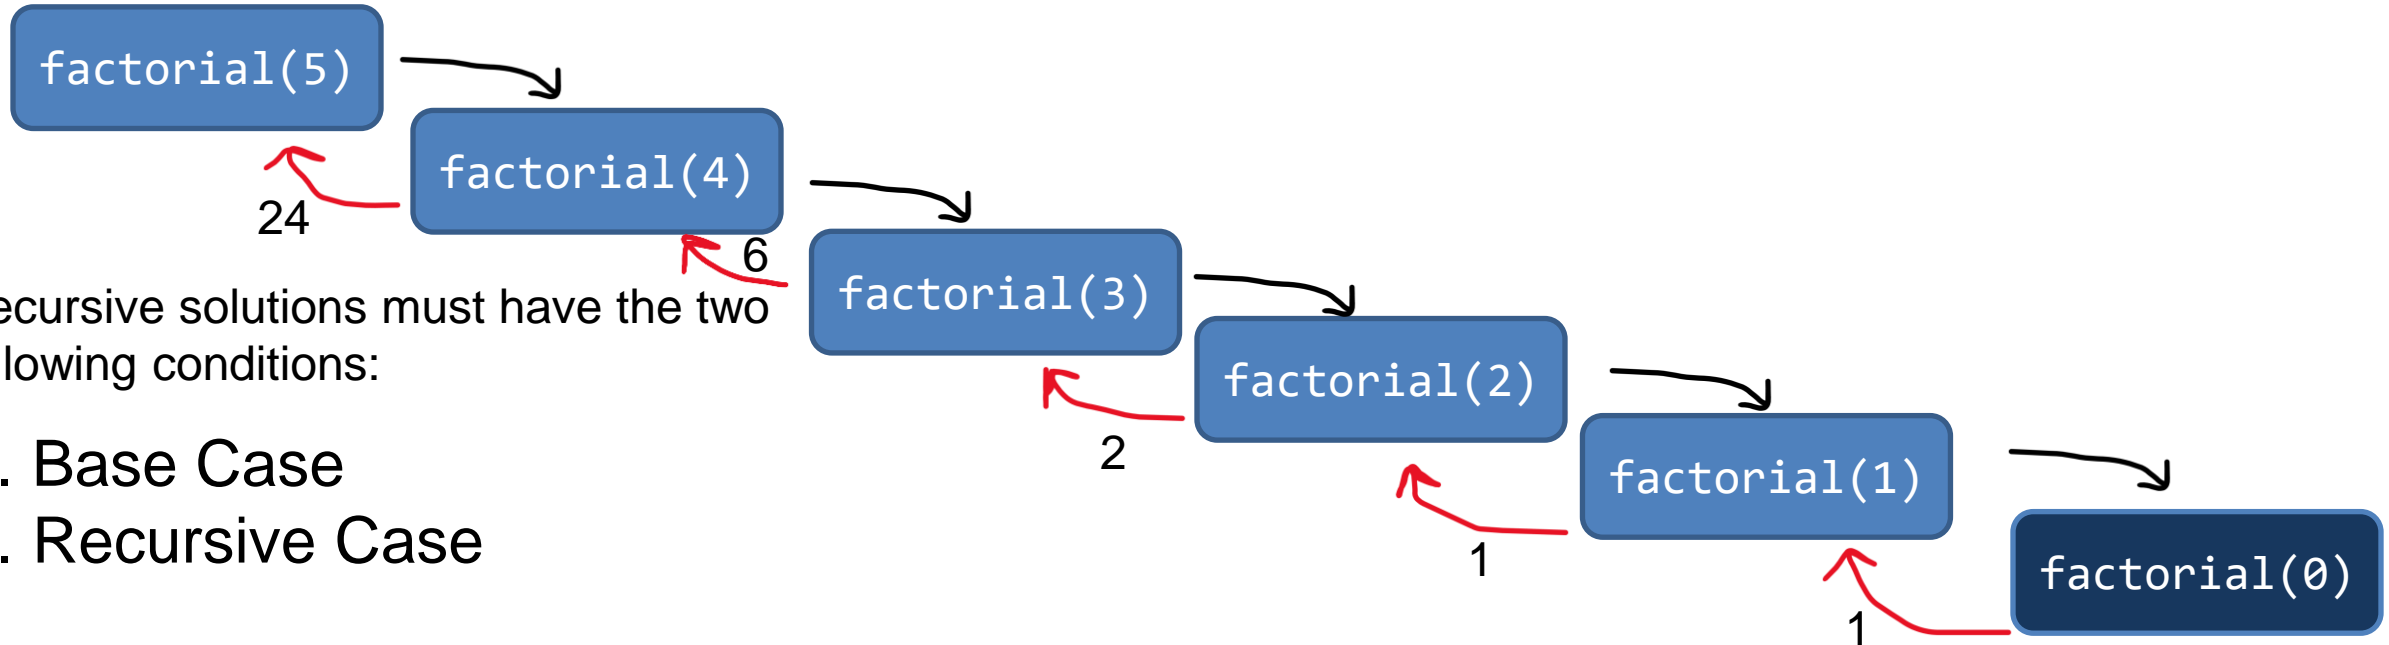 factorial(5)
factorial(4)
24
6
factorial(3)
ecursive solutions must have the two
lowing conditions:
factorial(2)
2
. Base Case
factorial(1)
. Recursive Case
1
factorial(0)
1